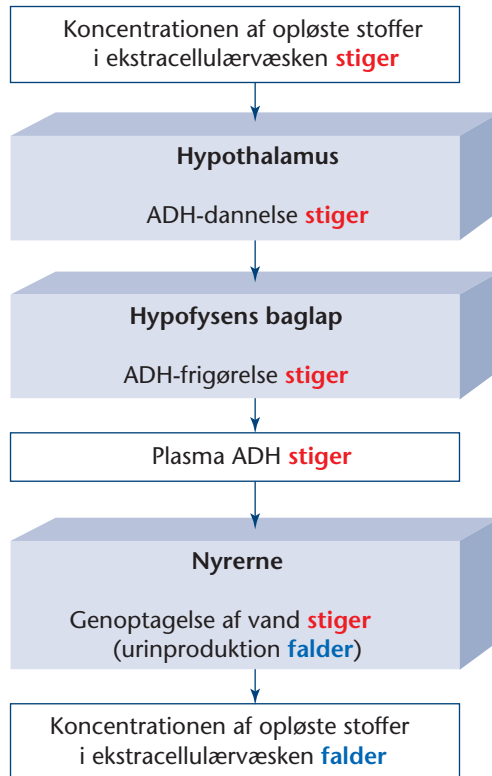 Koncentrationen af opløste stoffer
i ekstracellulærvæsken stiger
Hypothalamus
ADH-dannelse stiger
Hypofysens baglap
ADH-frigørelse stiger
Plasma ADH stiger
Nyrerne
Genoptagelse af vand stiger
(urinproduktion falder)
Koncentrationen af opløste stoffer
i ekstracellulærvæsken falder